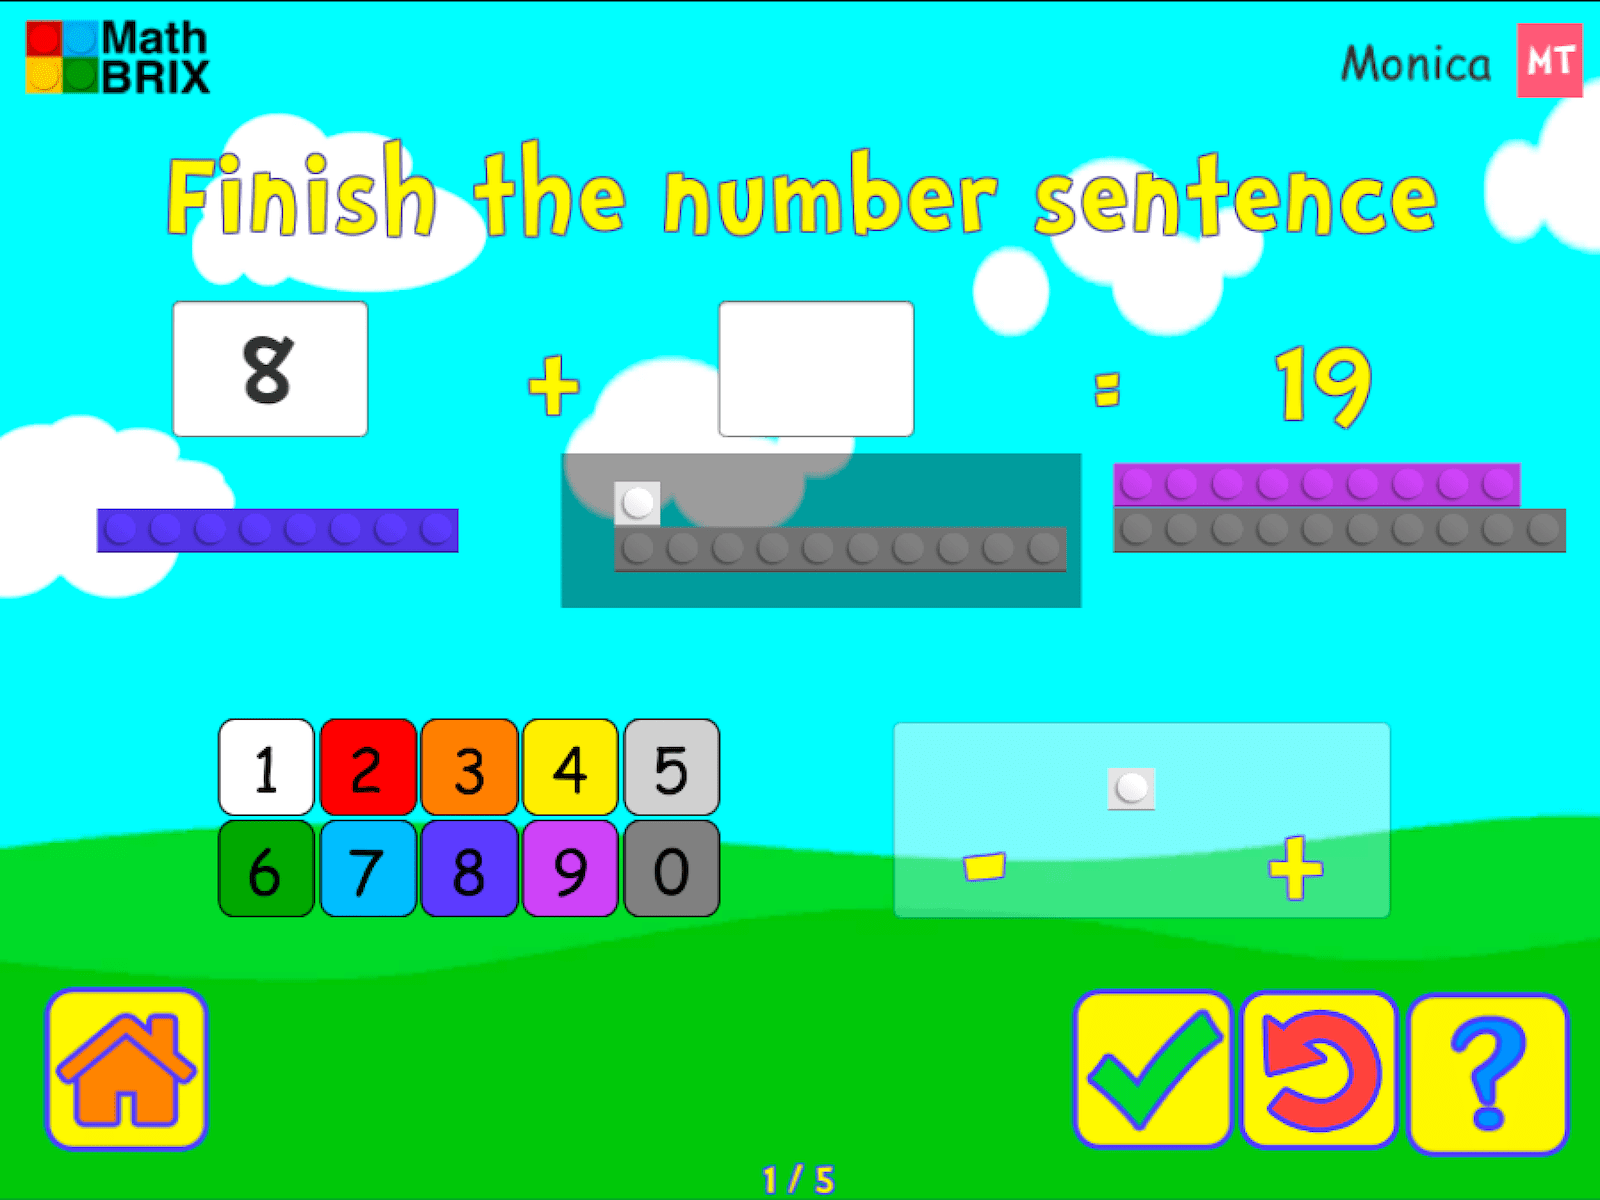 Math
BRIX
Monica MT
Finish the number sentence
8 + = 19
1 2 3 4 5
6 7 8 9 0
- +
?
1 / 5